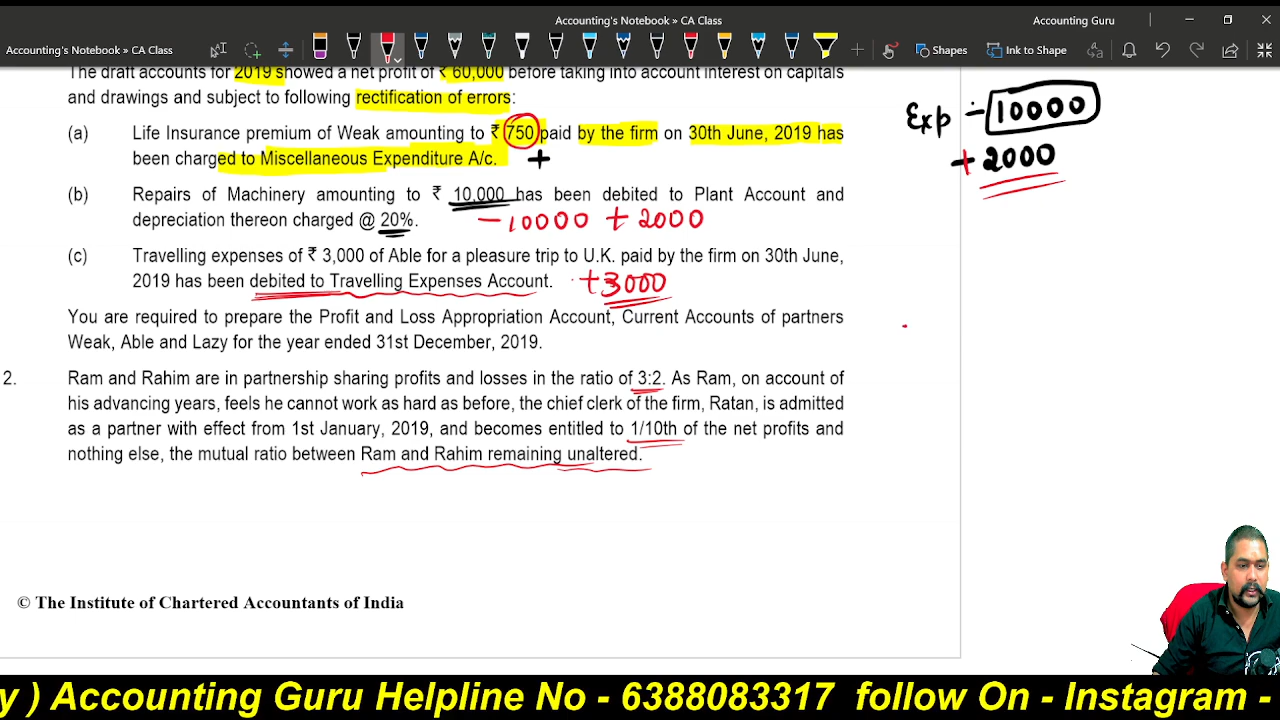 Accounting's Notebook » CA Class
Accounting Guru
Accounting's Notebook » CA Class
Shapes
Ink to Shape
The draft accounts for 2019 showed a net profit of ₹ 60,000 before taking into account interest on capitals
and drawings and subject to following rectification of errors:
(a) Life Insurance premium of Weak amounting to ₹ 750 paid by the firm on 30th June, 2019 has
been charged to Miscellaneous Expenditure A/c. +
(b) Repairs of Machinery amounting to ₹ 10,000 has been debited to Plant Account and
depreciation thereon charged @ 20%. - 10000 + 2000
(c) Travelling expenses of ₹ 3,000 of Able for a pleasure trip to U.K. paid by the firm on 30th June,
2019 has been debited to Travelling Expenses Account. + 3000
You are required to prepare the Profit and Loss Appropriation Account, Current Accounts of partners
Weak, Able and Lazy for the year ended 31st December, 2019.
2. Ram and Rahim are in partnership sharing profits and losses in the ratio of 3:2. As Ram, on account of
his advancing years, feels he cannot work as hard as before, the chief clerk of the firm, Ratan, is admitted
as a partner with effect from 1st January, 2019, and becomes entitled to 1/10th of the net profits and
nothing else, the mutual ratio between Ram and Rahim remaining unaltered.
Exp - 10000
+ 2000
© The Institute of Chartered Accountants of India
y ) Accounting Guru Helpline No - 6388083317 follow On - Instagram -